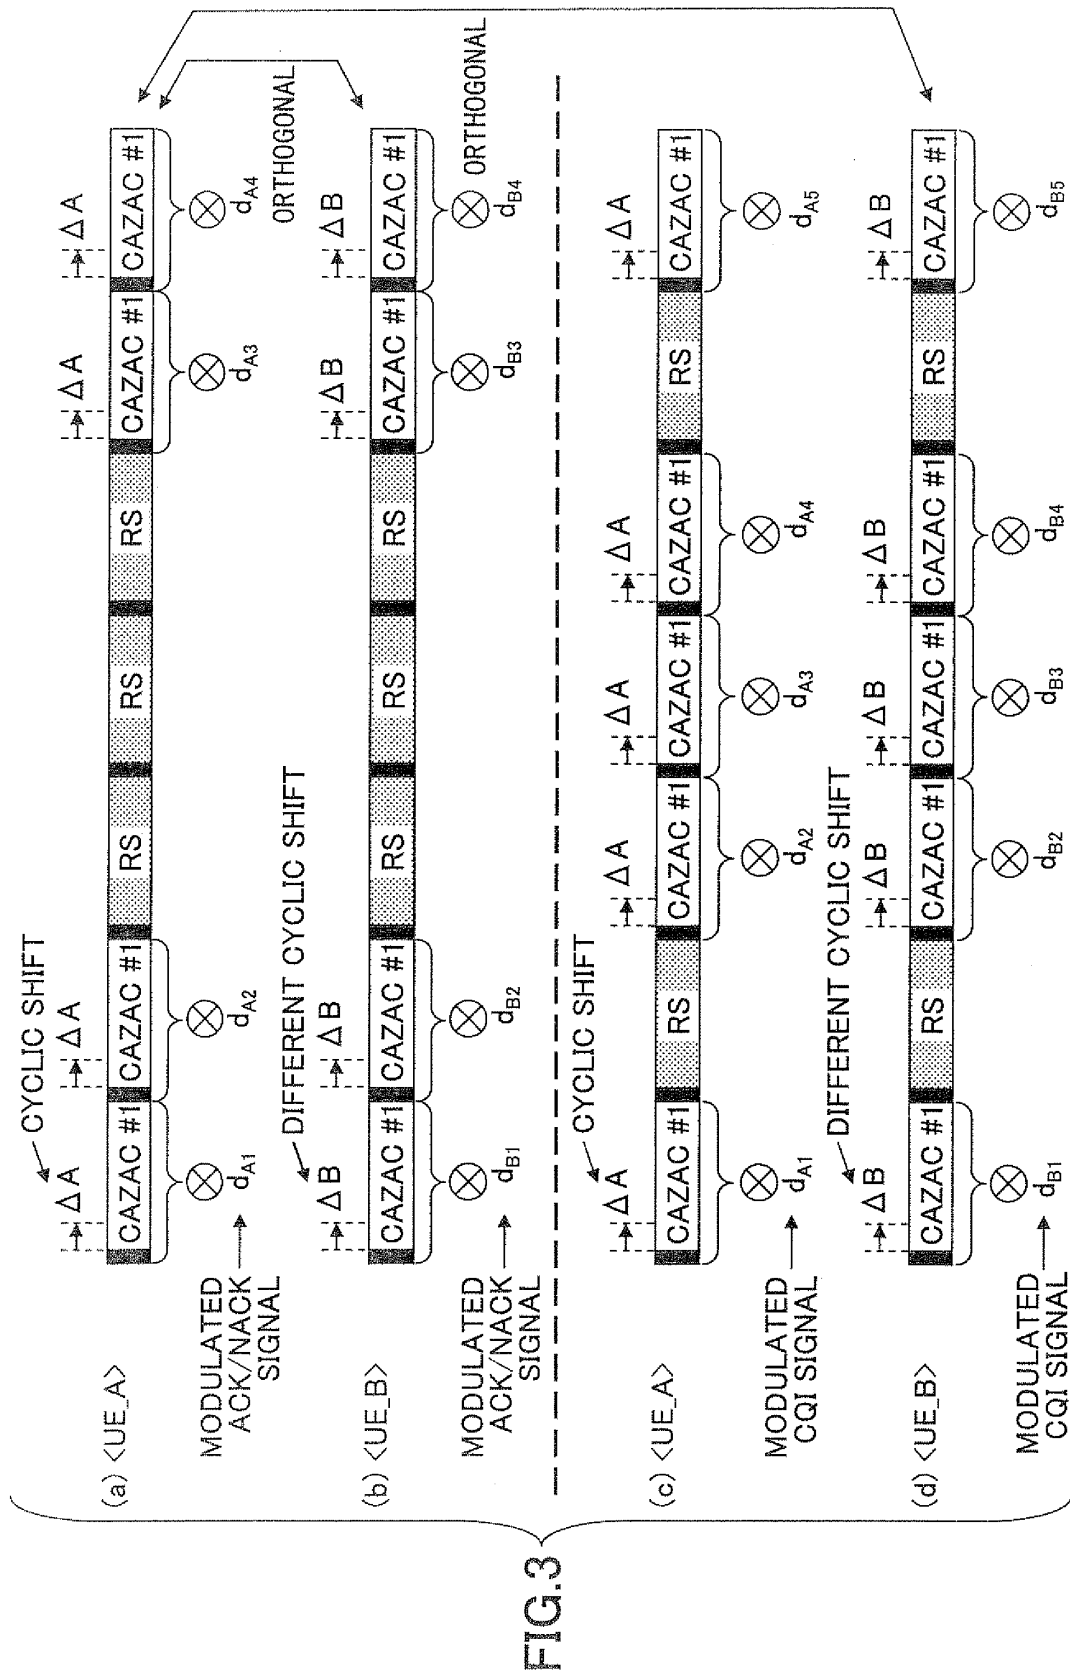 FIG.3
(a) <UE_A>
CYCLIC SHIFT
ΔA ΔA ΔA ΔA
CAZAC #1 CAZAC #1 RS RS RS CAZAC #1 CAZAC #1
dA1 dA2 dA3 dA4
MODULATED
ACK/NACK
SIGNAL
ORTHOGONAL
(b) <UE_B>
DIFFERENT CYCLIC SHIFT
ΔB ΔB ΔB ΔB
CAZAC #1 CAZAC #1 RS RS RS CAZAC #1 CAZAC #1
dB1 dB2 dB3 dB4
MODULATED
ACK/NACK
SIGNAL
ORTHOGONAL
(c) <UE_A>
CYCLIC SHIFT
ΔA ΔA ΔA ΔA ΔA
CAZAC #1 RS CAZAC #1 CAZAC #1 CAZAC #1 RS CAZAC #1
dA1 dA2 dA3 dA4 dA5
MODULATED
CQI SIGNAL
(d) <UE_B>
DIFFERENT CYCLIC SHIFT
ΔB ΔB ΔB ΔB ΔB
CAZAC #1 RS CAZAC #1 CAZAC #1 CAZAC #1 RS CAZAC #1
dB1 dB2 dB3 dB4 dB5
MODULATED
CQI SIGNAL